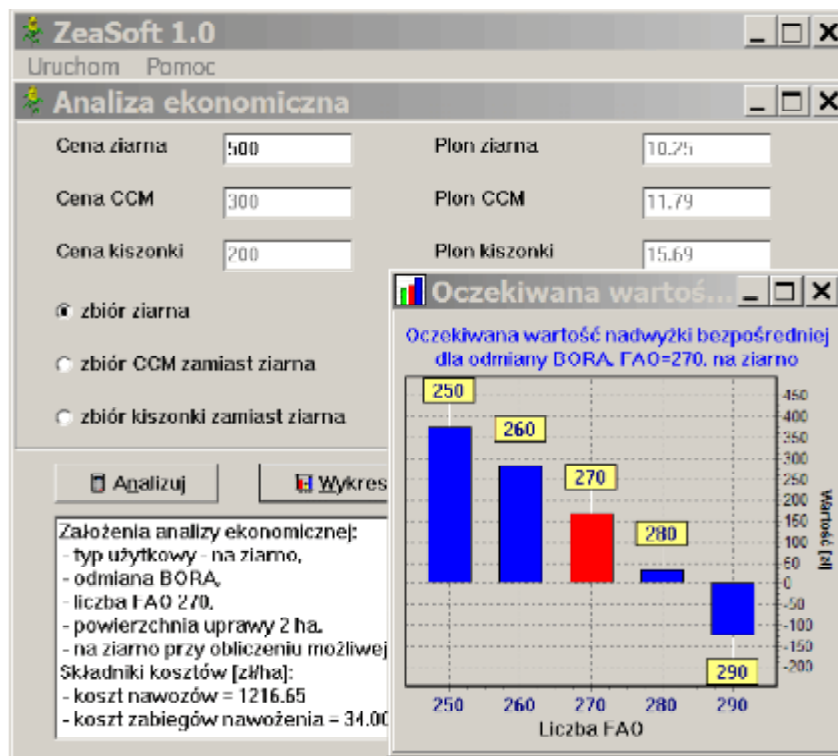 ZeaSoft 1.0
Uruchom Pomoc
Analiza ekonomiczna
Cena ziarna 500 Plon ziarna 10.25
Cena CCM 300 Plon CCM 11.79
Cena kiszonki 200 Plon kiszonki 15.69
zbiór ziarna
zbiór CCM zamiast ziarna
zbiór kiszonki zamiast ziarna
Analizuj Wykres
Założenia analizy ekonomicznej:
- typ użytkowy - na ziarno,
- odmiana BORA,
- liczba FAO 270,
- powierzchnia uprawy 2 ha,
- na ziarno przy obliczeniu możliwej
Składniki kosztów [zł/ha]:
- koszt nawozów = 1216.65
- koszt zabiegów nawożenia = 34.00
Oczekiwana wartoś...
Oczekiwana wartość nadwyżki bezpośredniej
dla odmiany BORA, FAO=270, na ziarno
250
260
270
280
290
450
400
350
300
250
200
150
100
50
0
-50
-100
-150
-200
Wartość [zł]
250 260 270 280 290
Liczba FAO